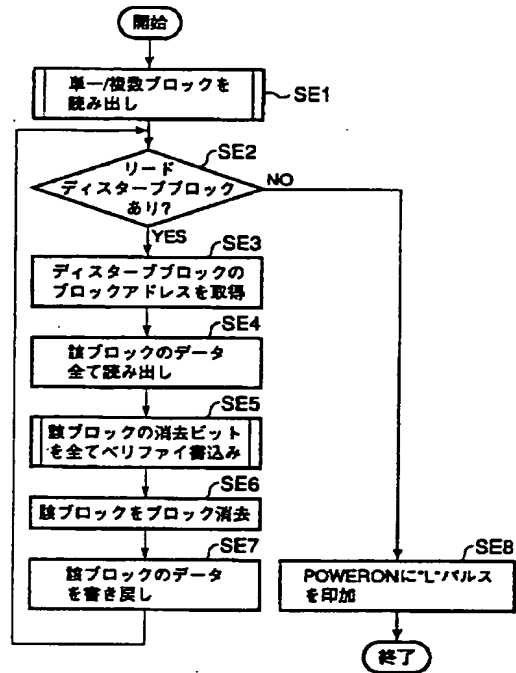 開始
単一/複数ブロックを
読み出し
SE1
SE2
リード
ディスターブブロック
あり?
NO
YES
SE3
ディスターブブロックの
ブロックアドレスを取得
SE4
該ブロックのデータ
全て読み出し
SE5
該ブロックの消去ビット
を全てベリファイ書込み
SE6
該ブロックをブロック消去
SE7
該ブロックのデータ
を書き戻し
SE8
POWERONに"L"パルス
を印加
終了